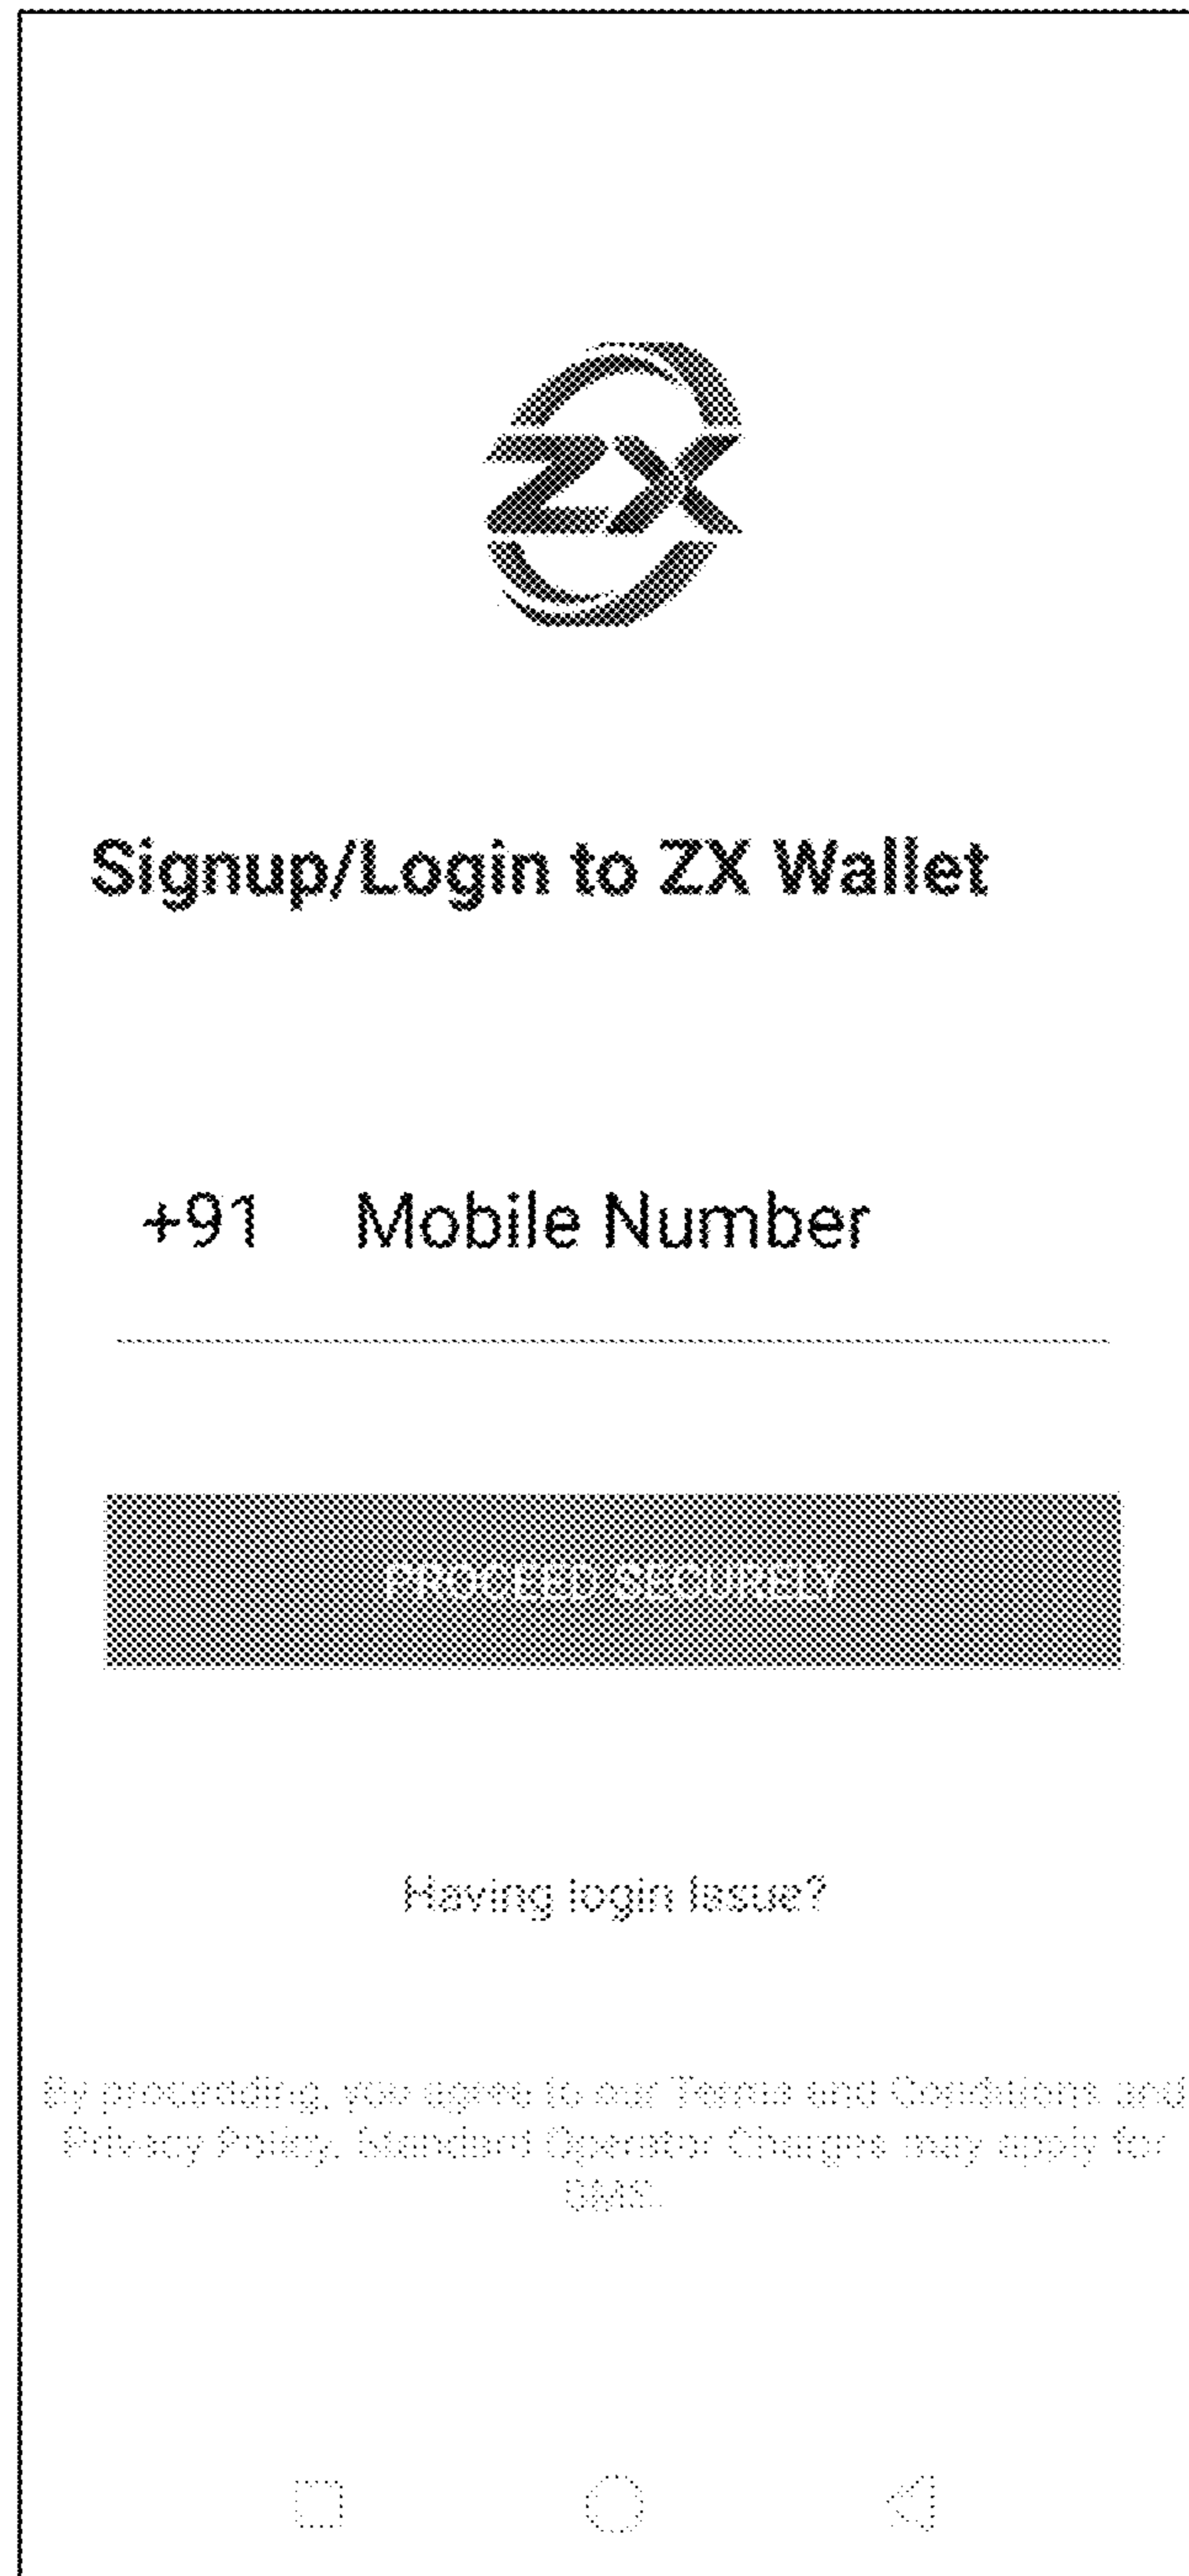 ZX
Signup/Login to ZX Wallet
+91 Mobile Number
PROCEED SECURELY
Having login Issue?
By proceeding, you agree to our Terms and Conditions and
Privacy Policy. Standard Operator Charges may apply for
SMS.